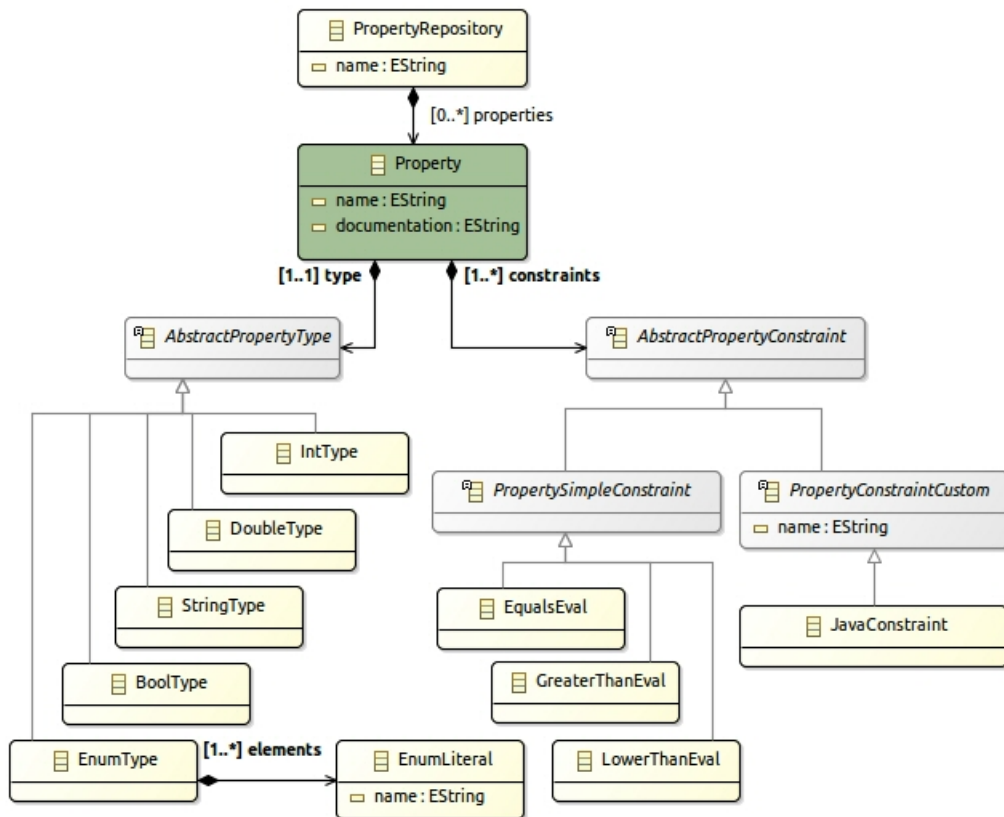 PropertyRepository
name : EString
[0..*] properties
Property
name : EString
documentation : EString
[1..1] type
[1..*] constraints
AbstractPropertyType
AbstractPropertyConstraint
IntType
PropertySimpleConstraint
PropertyConstraintCustom
name : EString
DoubleType
StringType
EqualsEval
JavaConstraint
BoolType
GreaterThanEval
EnumType
[1..*] elements
EnumLiteral
name : EString
LowerThanEval